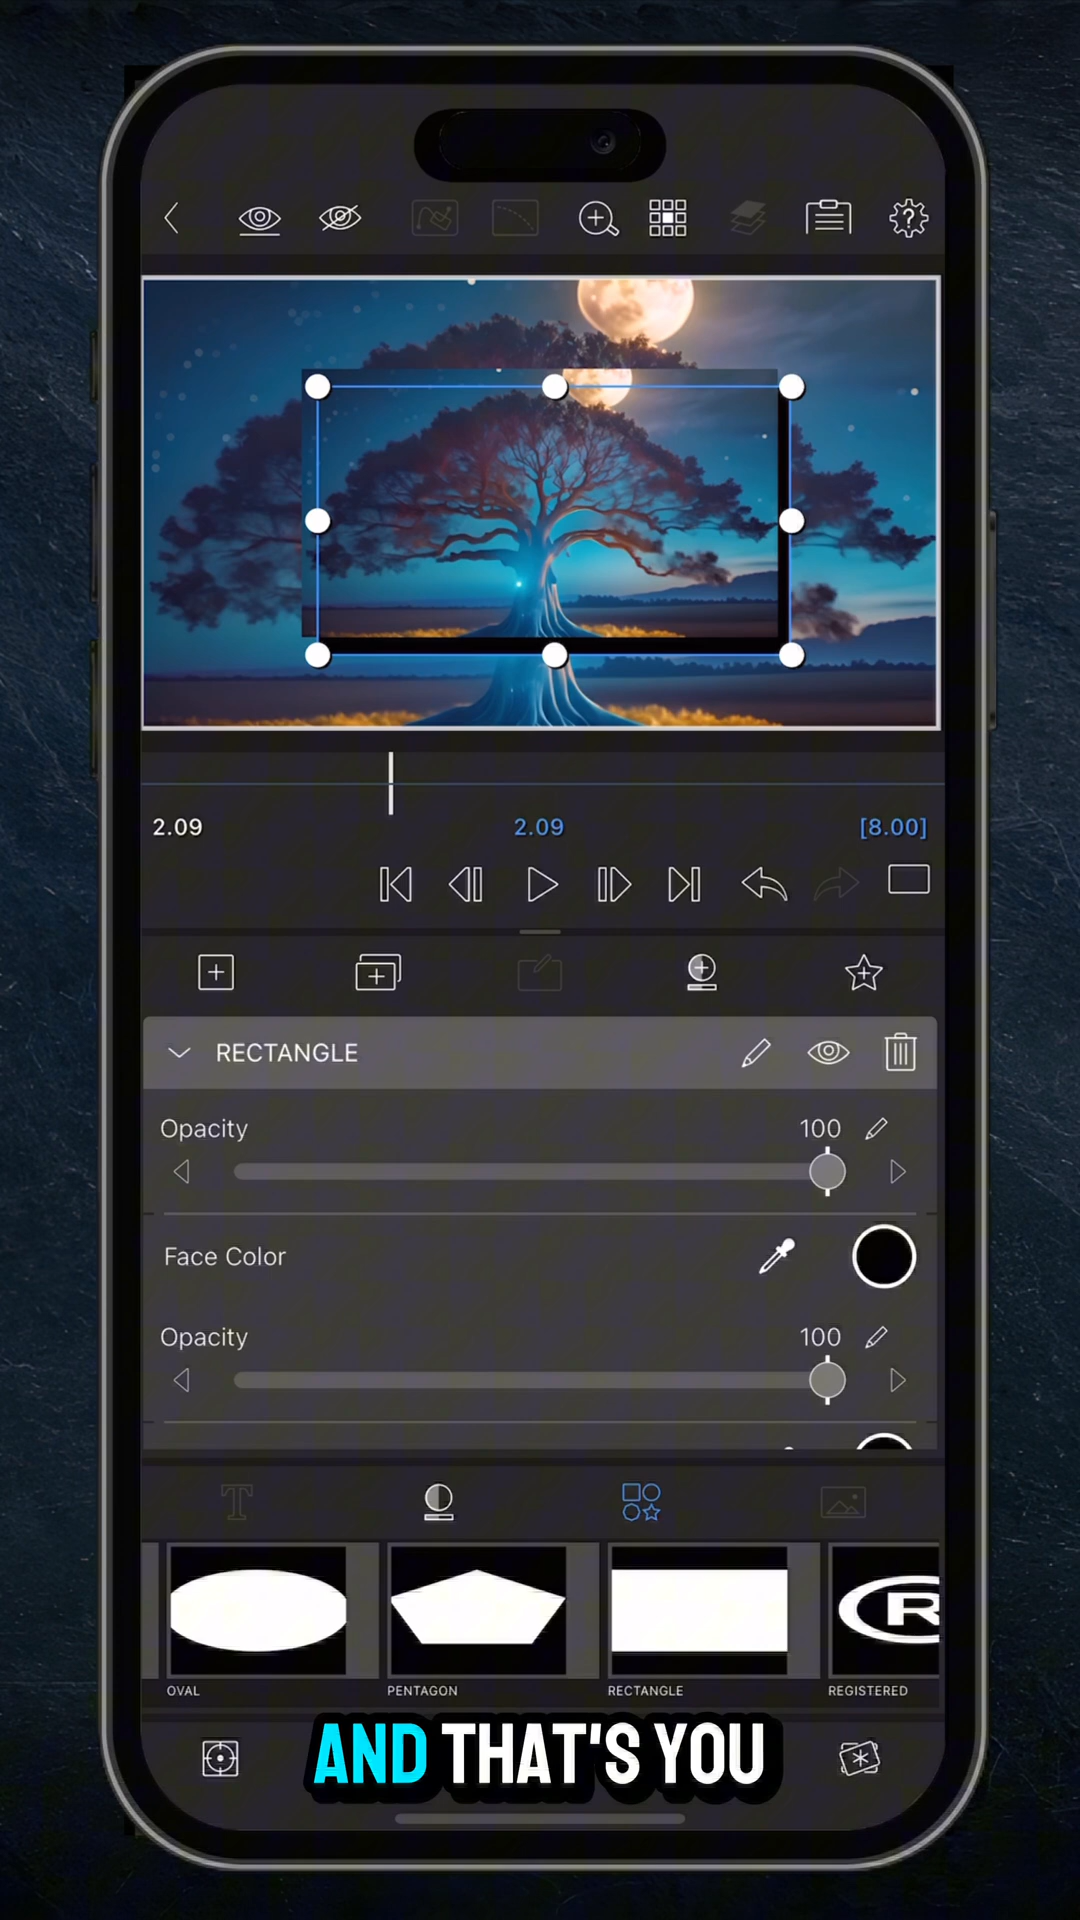 2.09 2.09 [8.00]
RECTANGLE
Opacity 100
Face Color
Opacity 100
T
OVAL PENTAGON RECTANGLE REGISTERED
R
AND THAT'S YOU